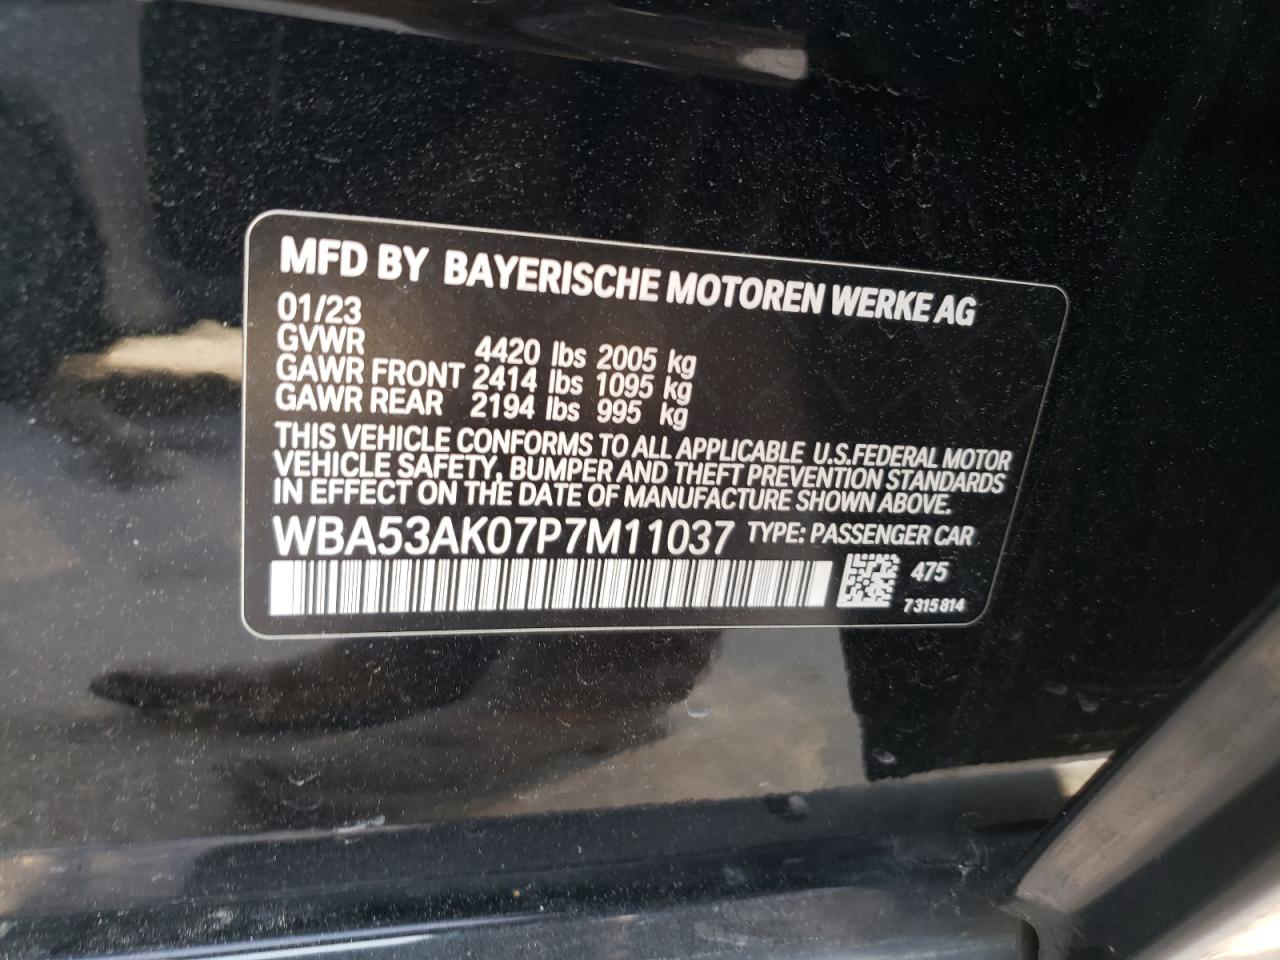 MFD BY BAYERISCHE MOTOREN WERKE AG
01/23
GVWR 4420 lbs 2005 kg
GAWR FRONT 2414 lbs 1095 kg
GAWR REAR 2194 lbs 995 kg
THIS VEHICLE CONFORMS TO ALL APPLICABLE U.S.FEDERAL MOTOR
VEHICLE SAFETY, BUMPER AND THEFT PREVENTION STANDARDS
IN EFFECT ON THE DATE OF MANUFACTURE SHOWN ABOVE.
WBA53AK07P7M11037 TYPE: PASSENGER CAR
475
7315814